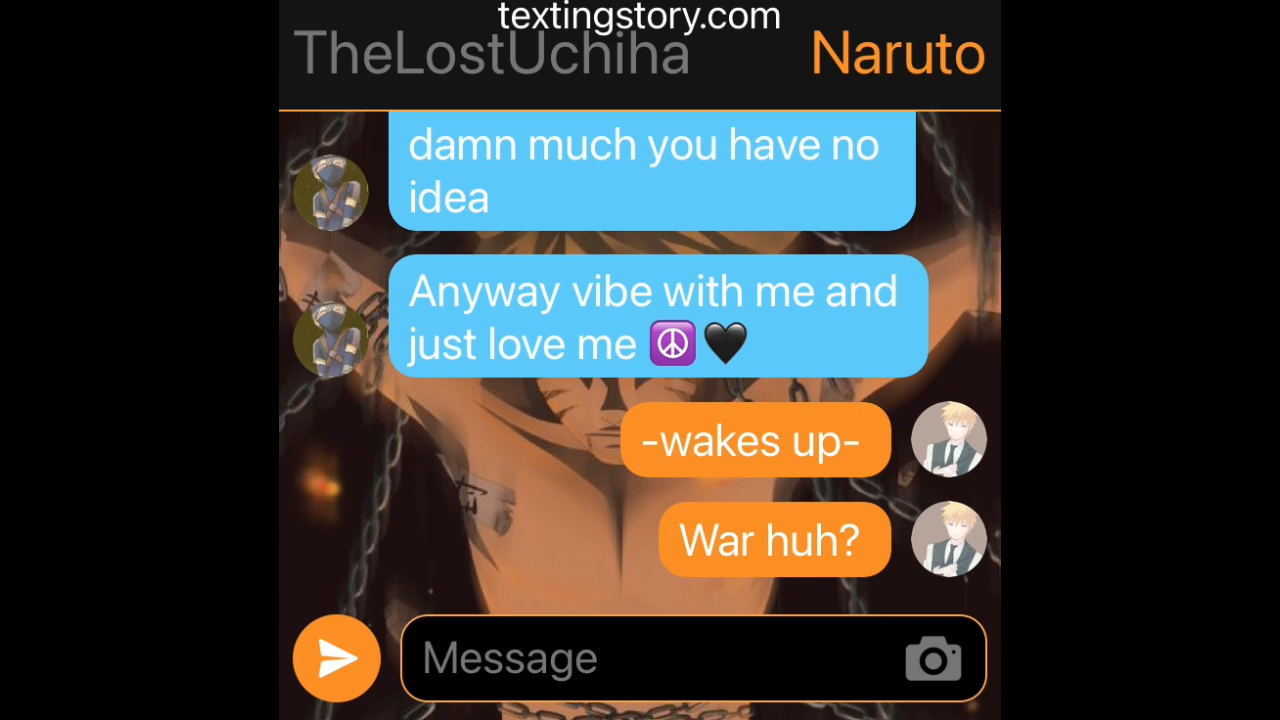 textingstory.com
TheLostUchiha
Naruto
damn much you have no
idea
Anyway vibe with me and
just love me ☮️🖤
-wakes up-
War huh?
Message